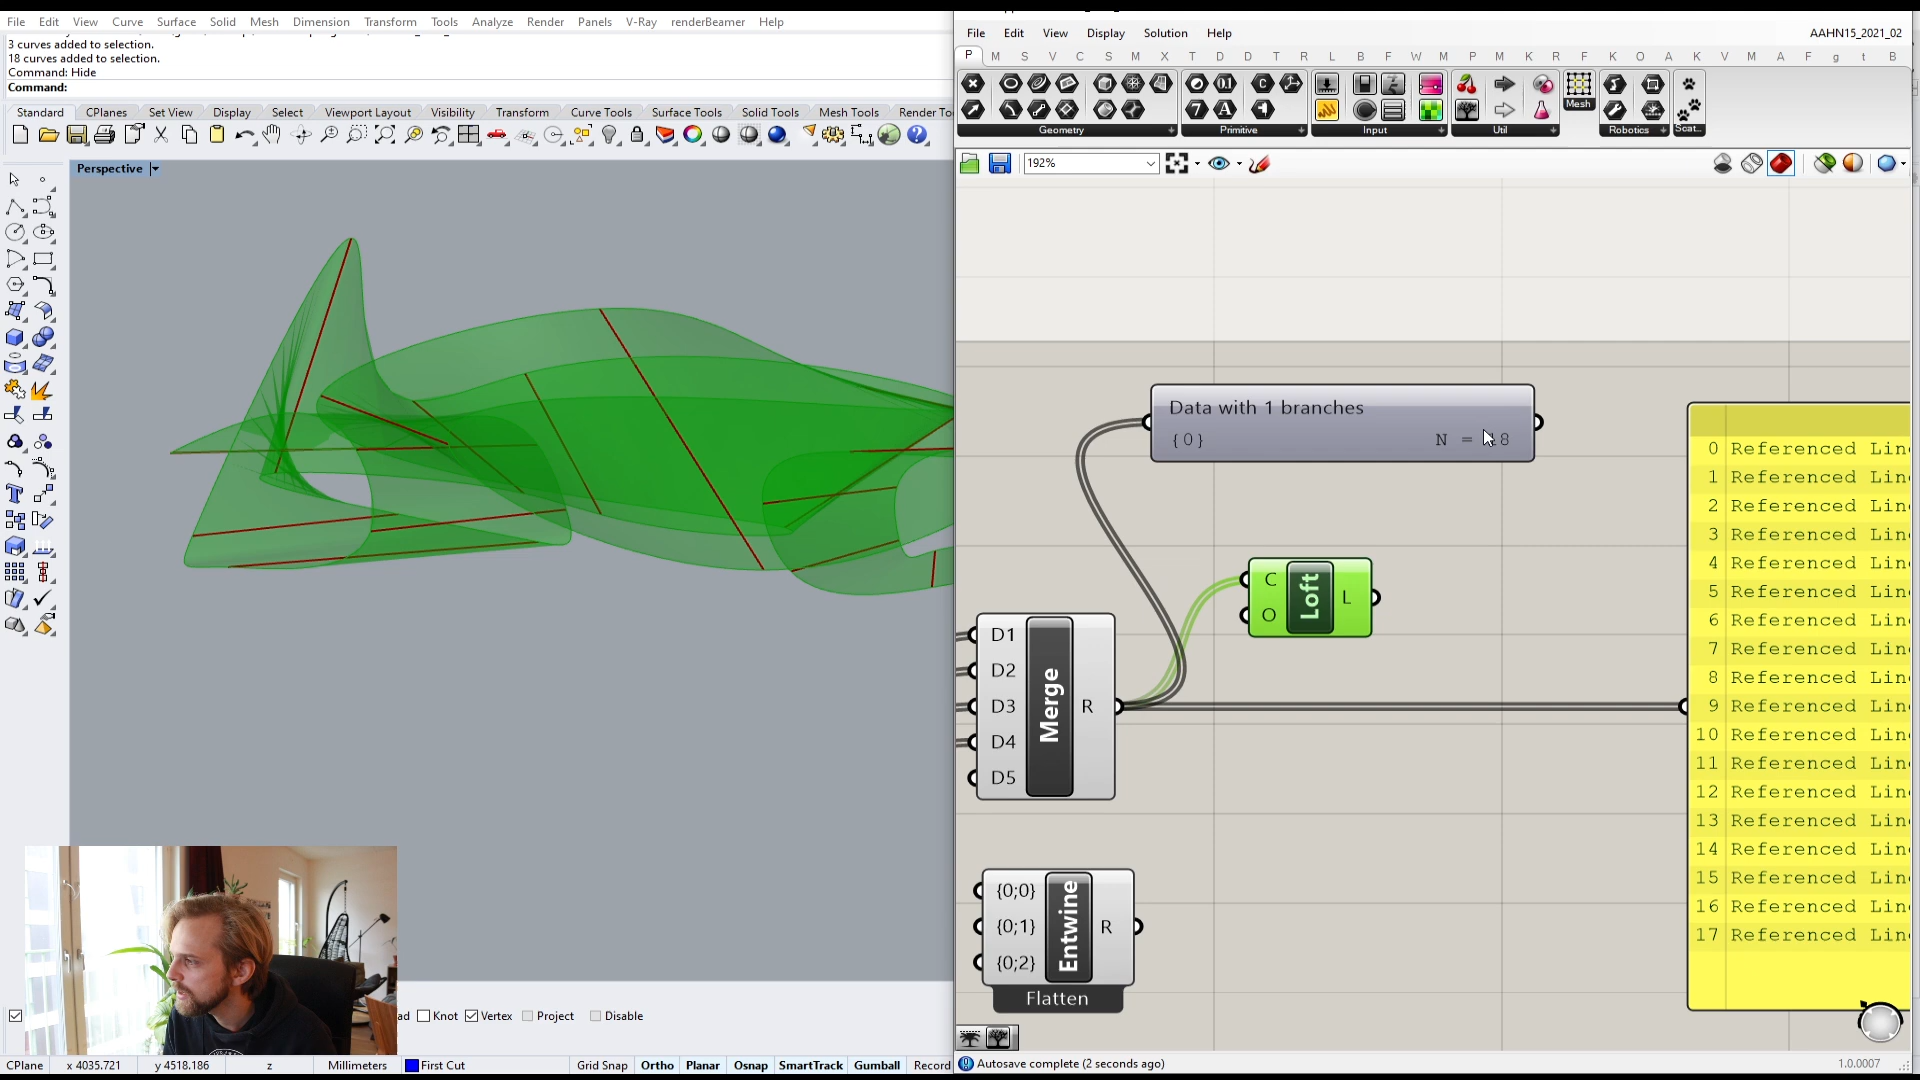 File Edit View Curve Surface Solid Mesh Dimension Transform Tools Analyze Render Panels V-Ray renderBeamer Help
3 curves added to selection.
18 curves added to selection.
Command: Hide
Command:
Standard CPlanes Set View Display Select Viewport Layout Visibility Transform Curve Tools Surface Tools Solid Tools Mesh Tools Render To
Perspective
ad Knot Vertex Project Disable
CPlane x 4035.721 y 4518.186 z Millimeters First Cut Grid Snap Ortho Planar Osnap SmartTrack Gumball Record
File Edit View Display Solution Help AAHN15_2021_02
P M S V C S M X T D D T R L B F W M P M R F R O A K V M A F g t B
Geometry Primitive Input Util Mesh Robotics Scat..
192%
Data with 1 branches
{0} N = 8
C Loft L
O
D1
D2
D3 Merge R
D4
D5
{0;0}
{0;1} Entwine R
{0;2}
Flatten
0 Referenced Lin
1 Referenced Lin
2 Referenced Lin
3 Referenced Lin
4 Referenced Lin
5 Referenced Lin
6 Referenced Lin
7 Referenced Lin
8 Referenced Lin
9 Referenced Lin
10 Referenced Lin
11 Referenced Lin
12 Referenced Lin
13 Referenced Lin
14 Referenced Lin
15 Referenced Lin
16 Referenced Lin
17 Referenced Lin
Autosave complete (2 seconds ago) 1.0.0007